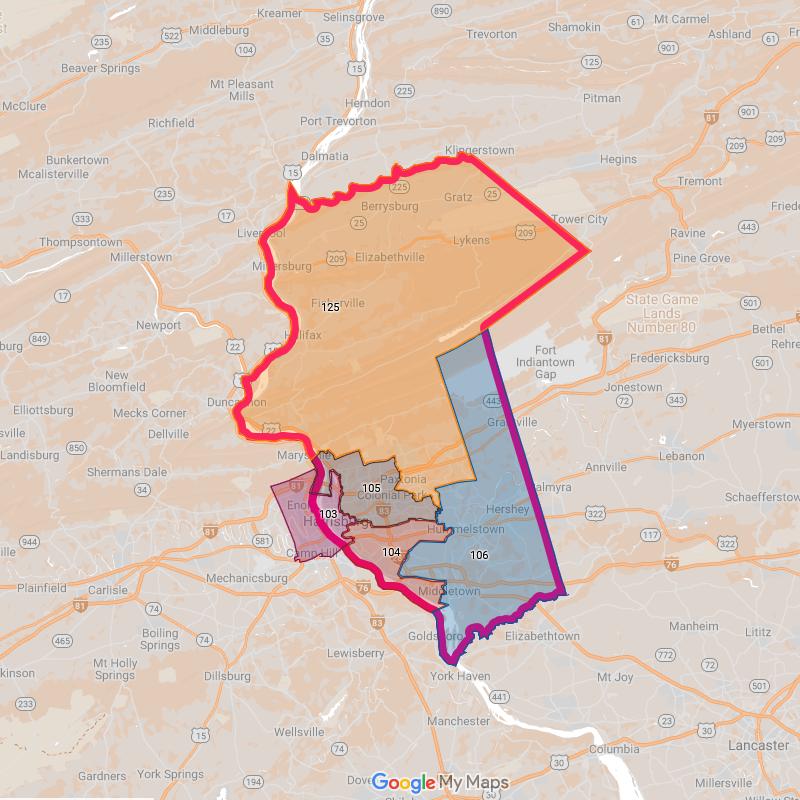 Kreamer
Selinsgrove
890
Mt Carmel
Shamokin
61
Trevorton
61
Ashland
522
Middleburg
235
104
901
Beaver Springs
15
125
Mt Pleasant
Mills
225
McClure
Herndon
Pitman
901
Port Trevorton
81
Richfield
209
209
Klingerstown
Dalmatia
Bunkertown
Hegins
Mcalisterville
15
Tremont
235
225
Gratz
25
Berrysburg
17
333
25
Tower City
443
Thompsontown
Lykens
209
Ravine
Millerstown
209
Elizabethville
Pine Grove
17
Fisherville
State Game
Lands
Number 80
501
125
Newport
Halifax
Bethel
849
22
22
Fort
Indiantown
Gap
81
Fredericksburg
New
Bloomfield
Jonestown
72
343
443
Elliottsburg
Mecks Corner
Duncannon
22
Myerstown
Dellville
850
Landisburg
Marysville
Lebanon
Annville
Shermans Dale
Paxtonia
34
81
105
Colonial Park
Palmyra
Schaefferstown
83
Hershey
322
322
103
Harrisburg
81
117
944
581
Camp Hill
104
106
76
Mechanicsburg
Plainfield
Carlisle
76
Middletown
81
74
83
Manheim
465
Boiling
Springs
Goldsboro
Elizabethtown
Lititz
Lewisberry
772
72
Mt Holly
Springs
74
Dillsburg
York Haven
Mt Joy
501
233
441
15
Manchester
23
30
Wellsville
74
Columbia
Lancaster
Gardners
York Springs
30
Google My Maps
Millersville
194
30